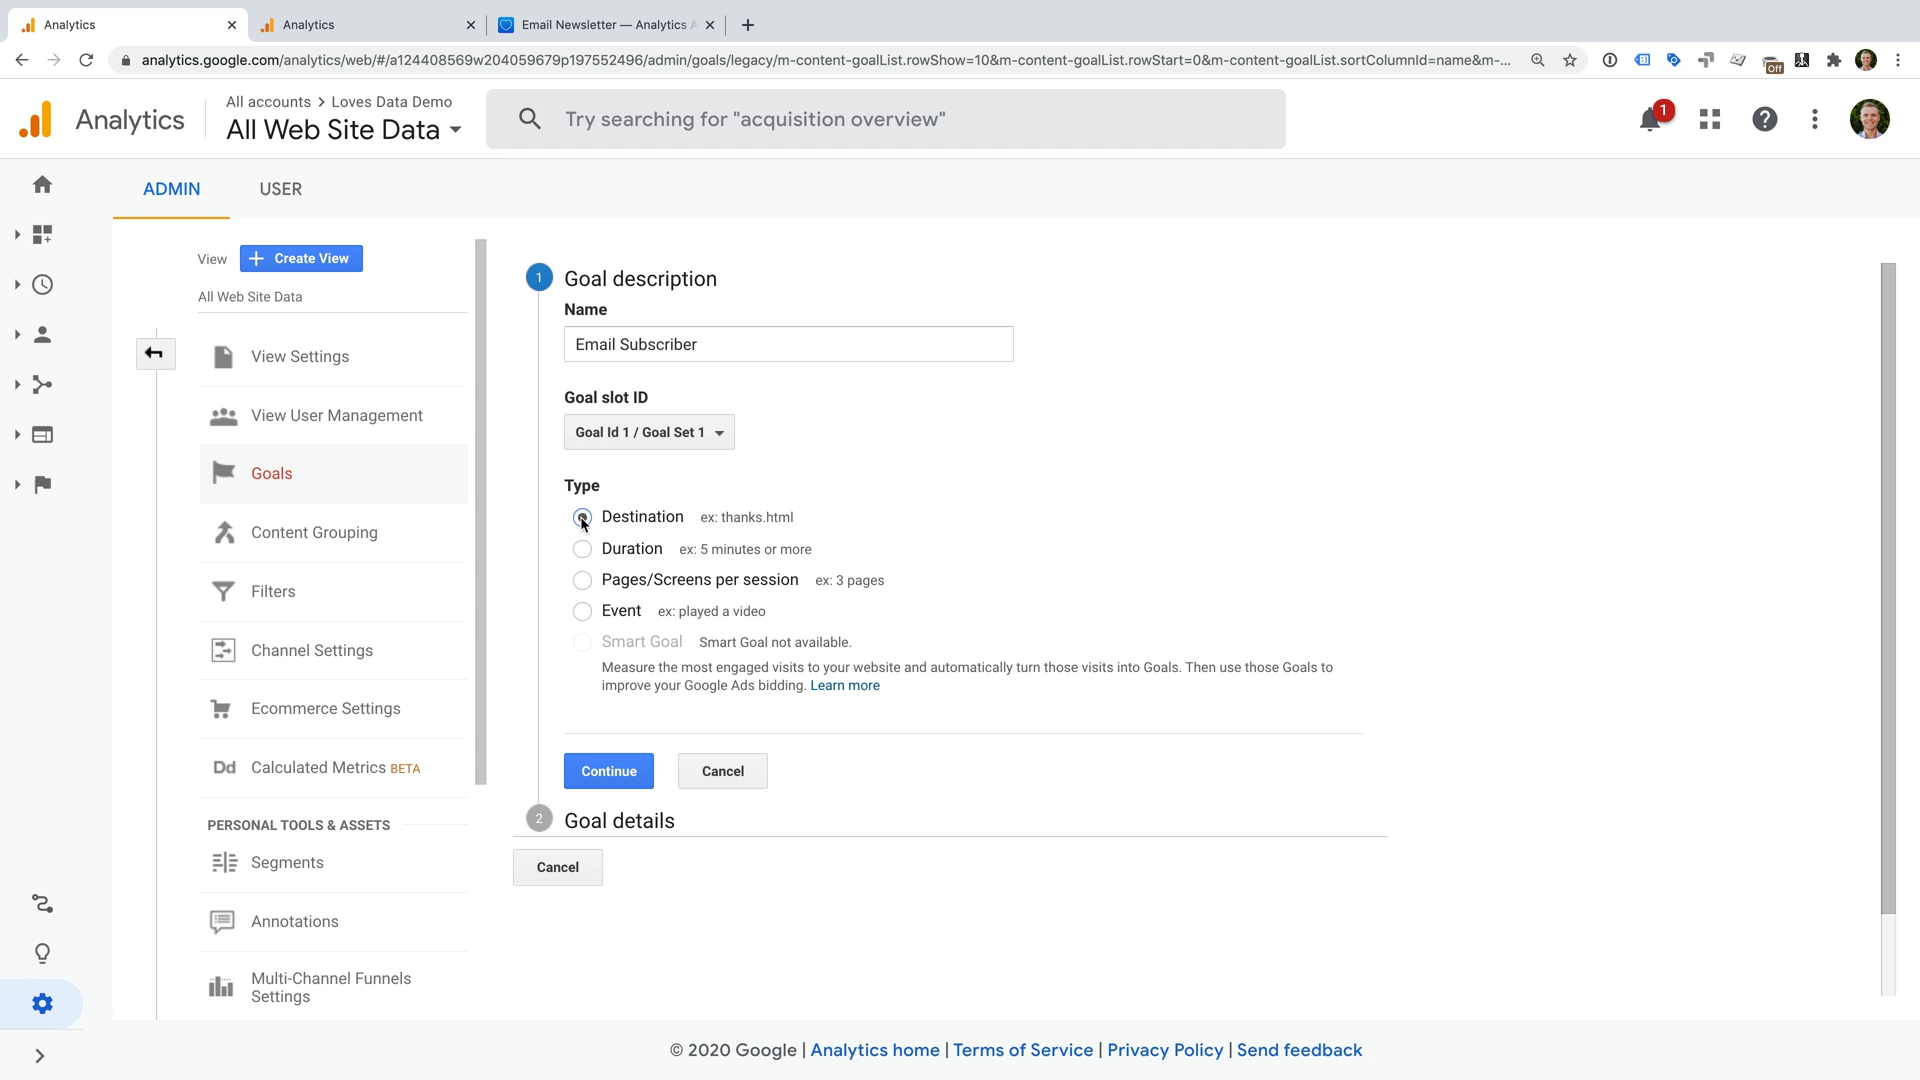 Analytics
Analytics
Email Newsletter — Analytics
analytics.google.com/analytics/web/#/a124408569w204059679p197552496/admin/goals/legacy/m-content-goalList.rowShow=10&m-content-goalList.rowStart=0&m-content-goalList.sortColumnId=name&m-...
Off
Analytics
All accounts > Loves Data Demo
All Web Site Data
Try searching for "acquisition overview"
1
ADMIN
USER
View
Create View
All Web Site Data
View Settings
View User Management
Goals
Content Grouping
Filters
Channel Settings
Ecommerce Settings
Dd Calculated Metrics BETA
PERSONAL TOOLS & ASSETS
Segments
Annotations
Multi-Channel Funnels
Settings
1 Goal description
Name
Email Subscriber
Goal slot ID
Goal Id 1 / Goal Set 1
Type
Destination ex: thanks.html
Duration ex: 5 minutes or more
Pages/Screens per session ex: 3 pages
Event ex: played a video
Smart Goal Smart Goal not available.
Measure the most engaged visits to your website and automatically turn those visits into Goals. Then use those Goals to
improve your Google Ads bidding. Learn more
Continue
Cancel
2 Goal details
Cancel
© 2020 Google | Analytics home | Terms of Service | Privacy Policy | Send feedback